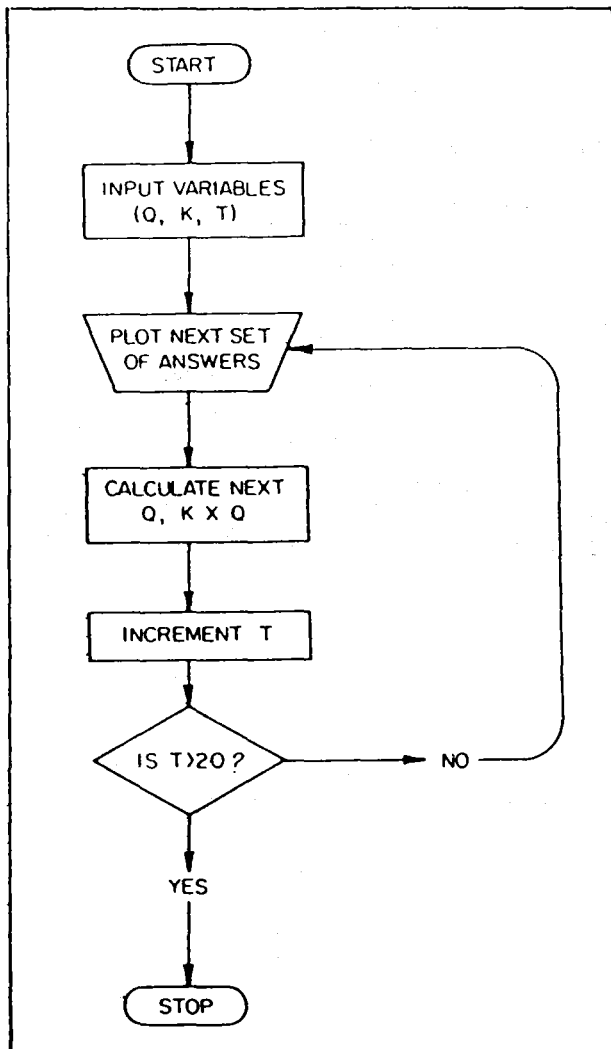 START
INPUT VARIABLES
(Q, K, T)
PLOT NEXT SET
OF ANSWERS
CALCULATE NEXT
Q, K X Q
INCREMENT T
IS T>20?
NO
YES
STOP